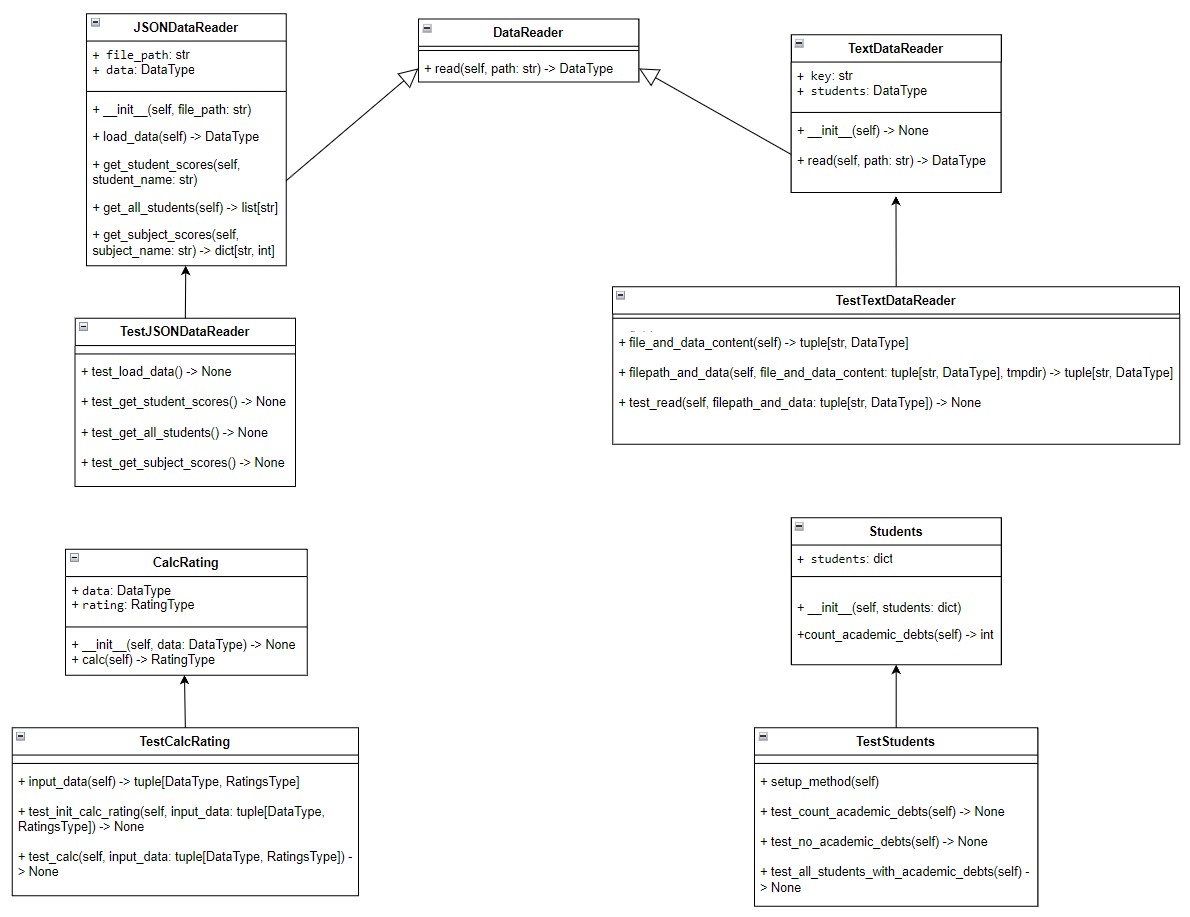 JSONDataReader
+ file_path: str
+ data: DataType
+ __init__(self, file_path: str)
+ load_data(self) -> DataType
+ get_student_scores(self,
student_name: str)
+ get_all_students(self) -> list[str]
+ get_subject_scores(self,
subject_name: str) -> dict[str, int]
DataReader
+ read(self, path: str) -> DataType
TextDataReader
+ key: str
+ students: DataType
+ __init__(self) -> None
+ read(self, path: str) -> DataType
TestJSONDataReader
+ test_load_data() -> None
+ test_get_student_scores() -> None
+ test_get_all_students() -> None
+ test_get_subject_scores() -> None
TestTextDataReader
+ file_and_data_content(self) -> tuple[str, DataType]
+ filepath_and_data(self, file_and_data_content: tuple[str, DataType], tmpdir) -> tuple[str, DataType]
+ test_read(self, filepath_and_data: tuple[str, DataType]) -> None
CalcRating
+ data: DataType
+ rating: RatingType
+ __init__(self, data: DataType) -> None
+ calc(self) -> RatingType
Students
+ students: dict
+ __init__(self, students: dict)
+count_academic_debts(self) -> int
TestCalcRating
+ input_data(self) -> tuple[DataType, RatingsType]
+ test_init_calc_rating(self, input_data: tuple[DataType,
RatingsType]) -> None
+ test_calc(self, input_data: tuple[DataType, RatingsType]) -
> None
TestStudents
+ setup_method(self)
+ test_count_academic_debts(self) -> None
+ test_no_academic_debts(self) -> None
+ test_all_students_with_academic_debts(self) -
> None